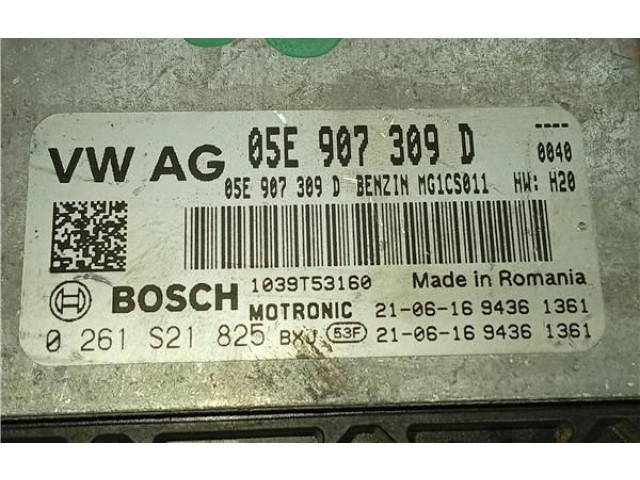 VW AG 05E 907 309 D ---- 0040
05E 907 309 D BENZIN MG1CS011 HW: H20
1039T53160 Made in Romania
BOSCH MOTRONIC 21-06-16 9436 1361
0 261 S21 825 BXJ 53F 21-06-16 9436 1361